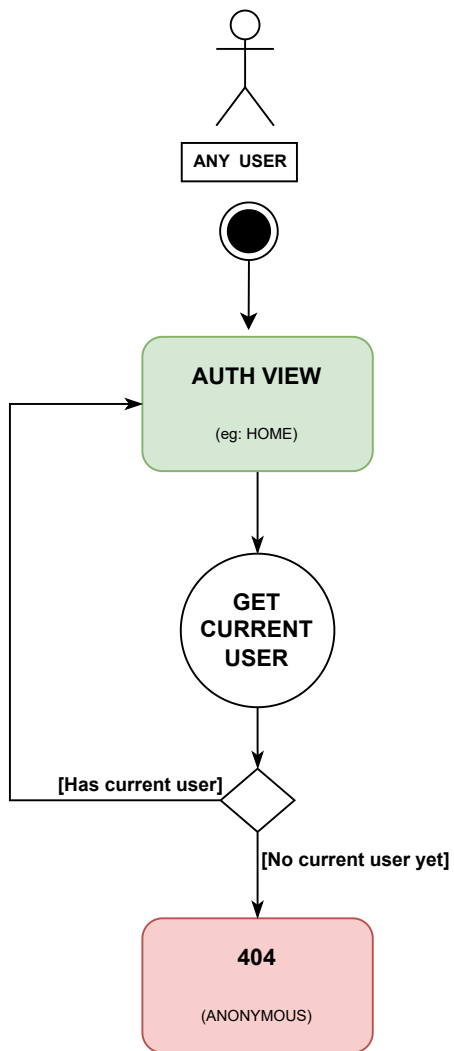 ANY USER
AUTH VIEW
(eg: HOME)
GET
CURRENT
USER
[Has current user]
[No current user yet]
404
(ANONYMOUS)